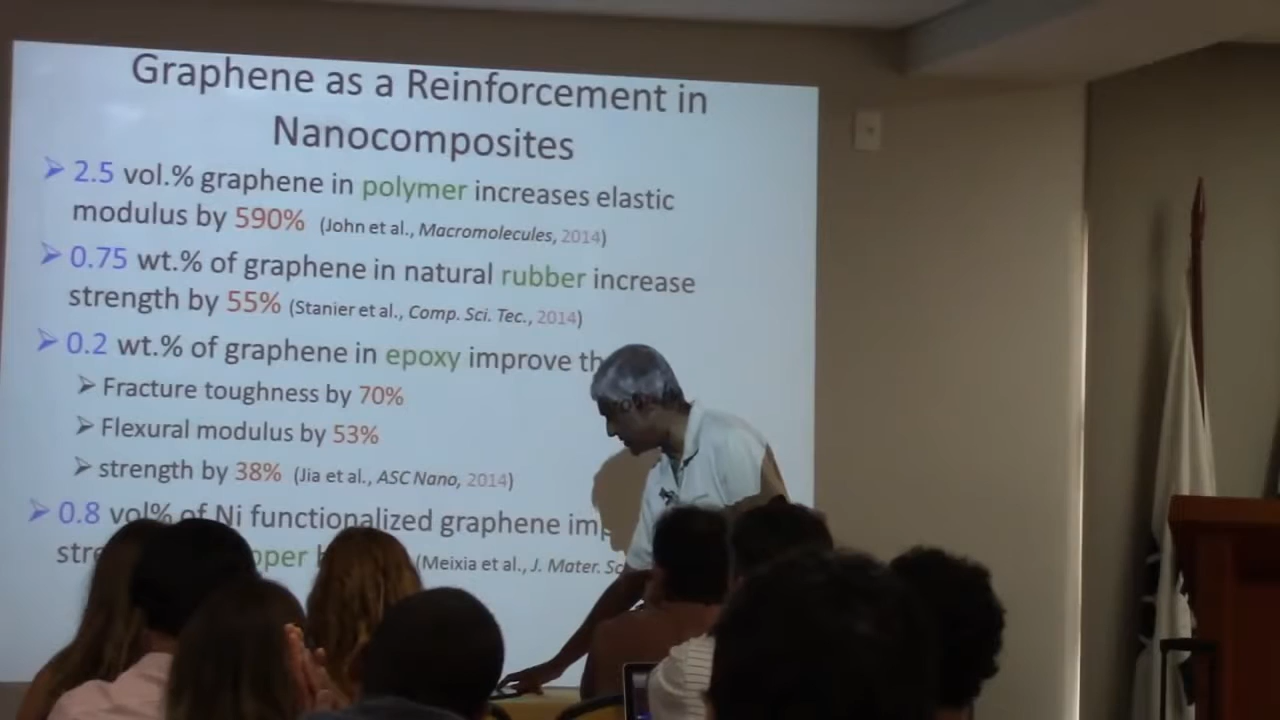 Graphene as a Reinforcement in
Nanocomposites
➢ 2.5 vol.% graphene in polymer increases elastic
modulus by 590% (John et al., Macromolecules, 2014)
➢ 0.75 wt.% of graphene in natural rubber increase
strength by 55% (Stanier et al., Comp. Sci. Tec., 2014)
➢ 0.2 wt.% of graphene in epoxy improve
➢ Fracture toughness by 70%
➢ Flexural modulus by 53%
➢ strength by 38% (Jia et al., ASC Nano, 2014)
➢ 0.8 vol% of Ni functionalized graphene
(Meixia et al., J. Mater.